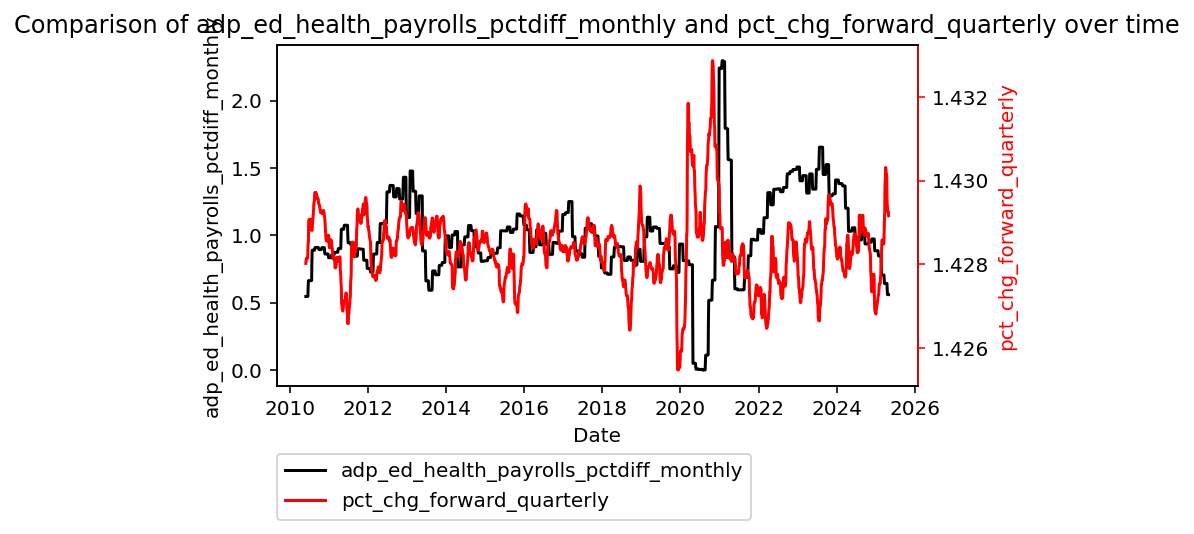 Comparison of adp_ed_health_payrolls_pctdiff_monthly and pct_chg_forward_quarterly over time
adp_ed_health_payrolls_pctdiff_monthly
2.0
1.5
1.0
0.5
0.0
1.432
1.430
1.428
1.426
pct_chg_forward_quarterly
2010 2012 2014 2016 2018 2020 2022 2024 2026
Date
adp_ed_health_payrolls_pctdiff_monthly
pct_chg_forward_quarterly